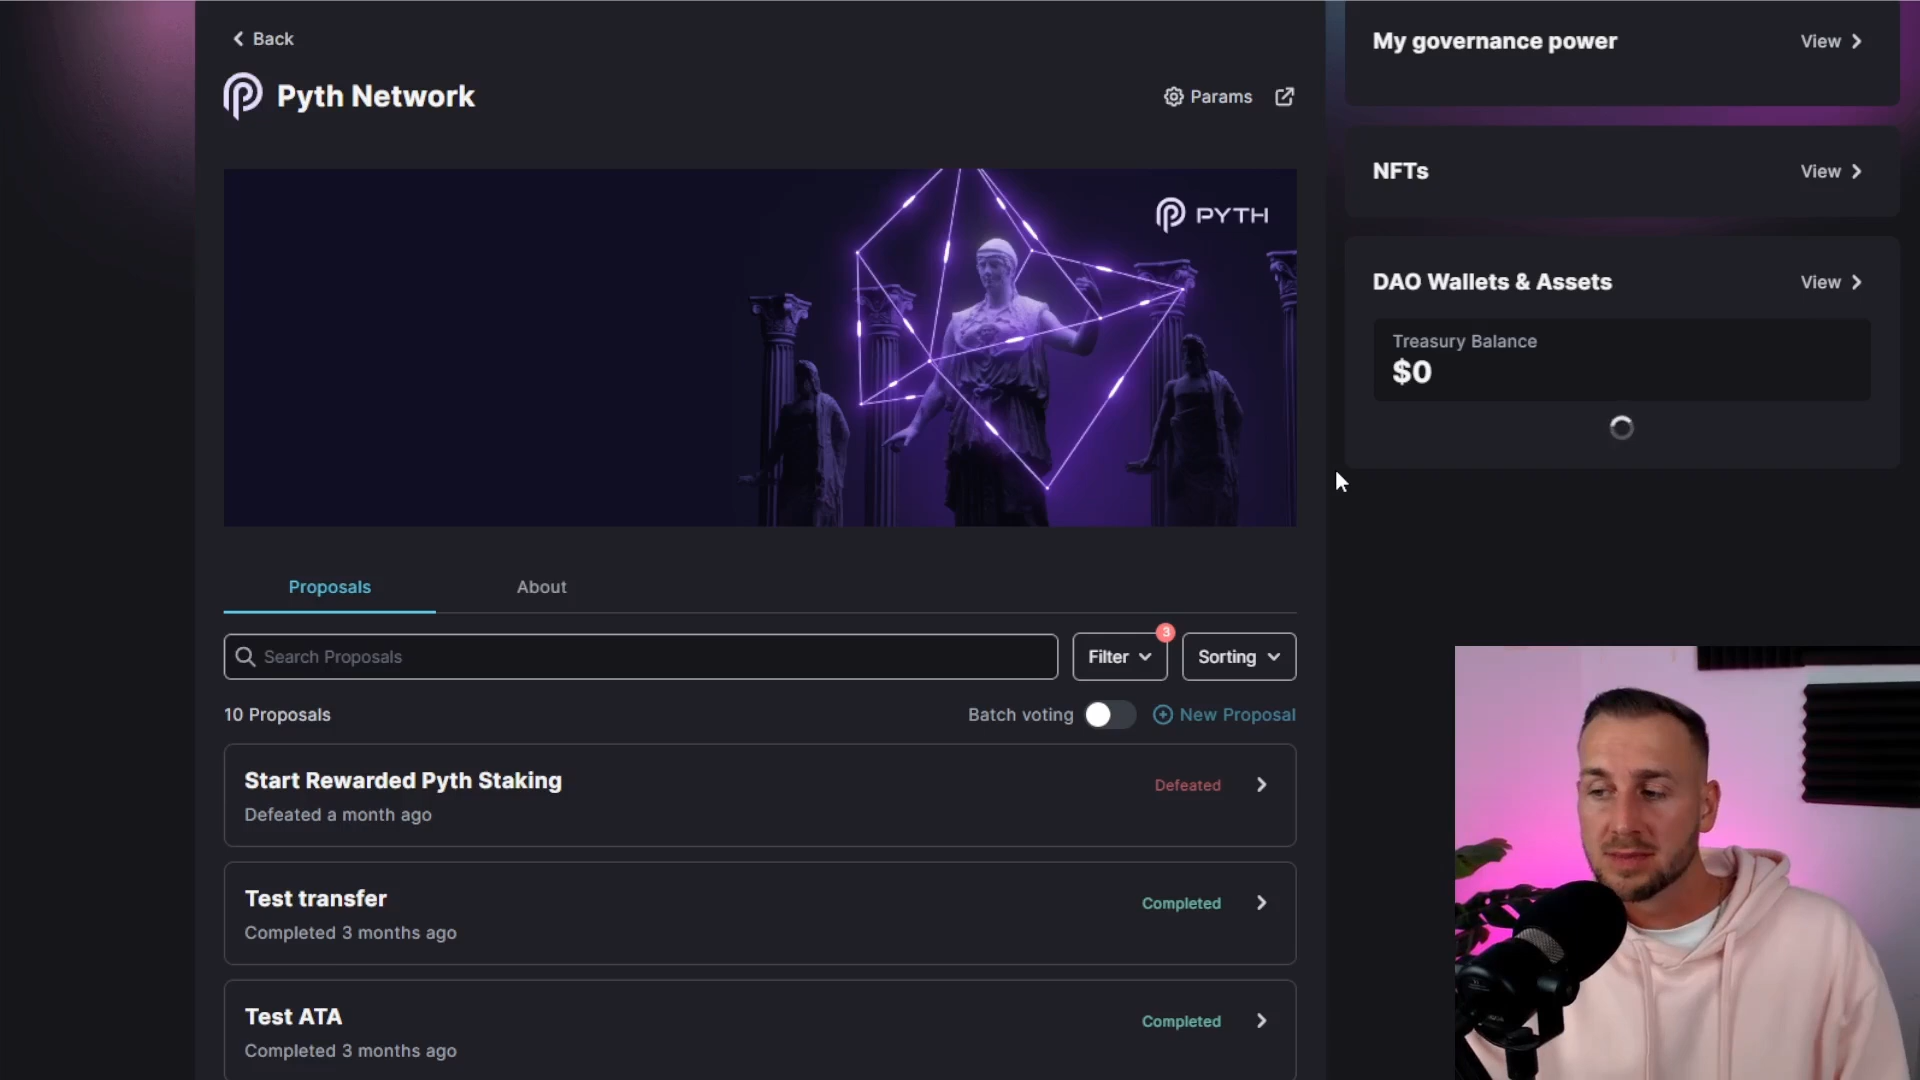 Back
Pyth Network
Params
PYTH
Proposals
About
Search Proposals
Filter
3
Sorting
10 Proposals
Batch voting
New Proposal
Start Rewarded Pyth Staking
Defeated
Defeated a month ago
Test transfer
Completed
Completed 3 months ago
Test ATA
Completed
Completed 3 months ago
My governance power
View
NFTs
View
DAO Wallets & Assets
View
Treasury Balance
$0